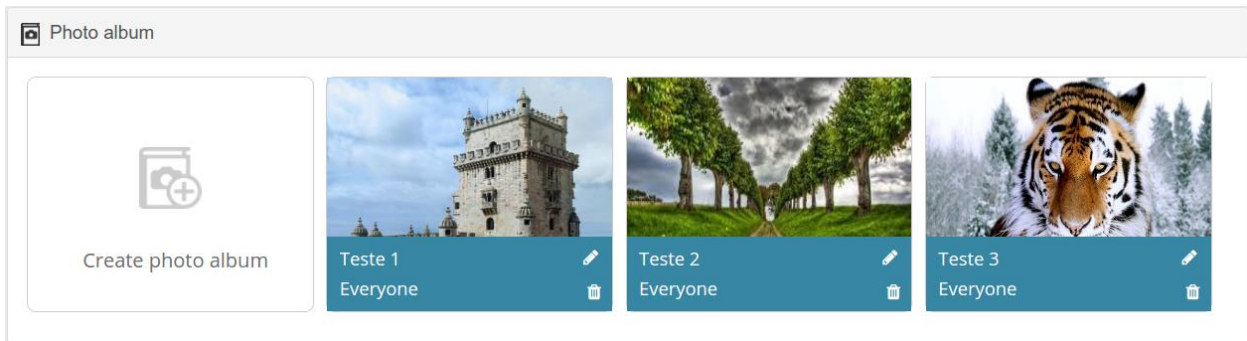 Photo album
Create photo album
Teste 1
Everyone
Teste 2
Everyone
Teste 3
Everyone